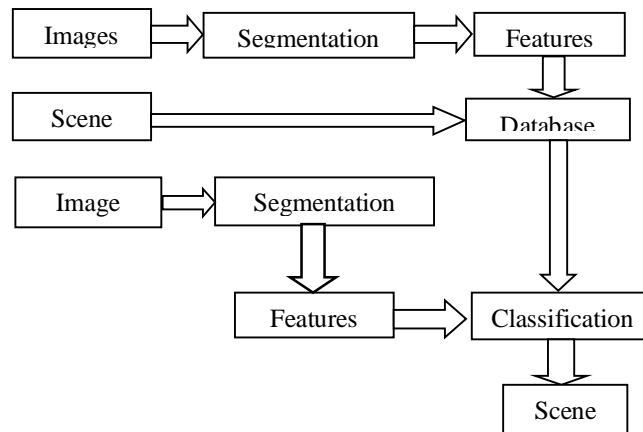 Images
Segmentation
Features
Scene
Database
Image
Segmentation
Features
Classification
Scene